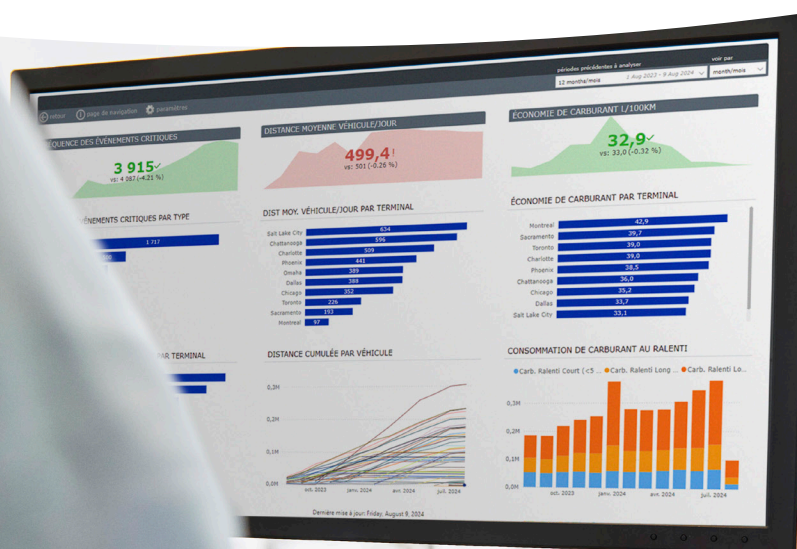 périodes précédentes à analyser
voir par
12 months/mois 1 Aug 2023 - 9 Aug 2024
month/mois
retour page de navigation paramètres
QUENCE DES ÉVÉNEMENTS CRITIQUES
3 915
vs: 4 087 (-4.21 %)
DISTANCE MOYENNE VÉHICULE/JOUR
499,4!
vs: 501 (-0.26 %)
ÉCONOMIE DE CARBURANT L/100KM
32,9
vs: 33,0 (-0.32 %)
ÉNEMENTS CRITIQUES PAR TYPE
1 717
DIST MOY. VÉHICULE/JOUR PAR TERMINAL
Salt Lake City 634
Chattanooga 596
Charlotte 509
Phoenix 441
Omaha 389
Dallas 388
Chicago 352
Toronto 226
Sacramento 193
Montreal 97
ÉCONOMIE DE CARBURANT PAR TERMINAL
Montreal 42,9
Sacramento 39,7
Toronto 39,0
Charlotte 39,0
Phoenix 38,5
Chattanooga 36,0
Chicago 35,2
Dallas 33,7
Salt Lake City 33,1
PAR TERMINAL
DISTANCE CUMULÉE PAR VÉHICULE
0,3M
0,2M
0,1M
0,0M
oct. 2023 janv. 2024 avr. 2024 juil. 2024
CONSOMMATION DE CARBURANT AU RALENTI
Carb. Ralenti Court (<5 ... Carb. Ralenti Long ... Carb. Ralenti Lo...
0,3M
0,2M
0,1M
0,0M
oct. 2023 janv. 2024 avr. 2024 juil. 2024
Dernière mise à jour: Friday, August 9, 2024